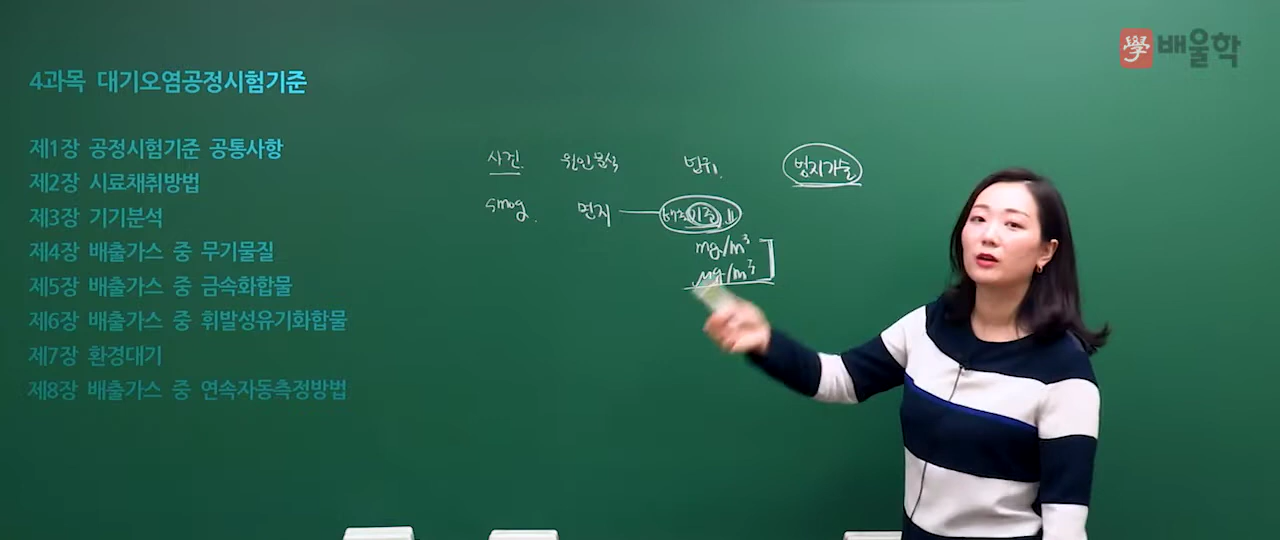 學 배울학
4과목 대기오염공정시험기준
제1장 공정시험기준 공통사항
제2장 시료채취방법
제3장 기기분석
제4장 배출가스 중 무기물질
제5장 배출가스 중 금속화합물
제6장 배출가스 중 휘발성유기화합물
제7장 환경대기
제8장 배출가스 중 연속자동측정방법
사건. 원인물질 방지기술
smog. 먼지 기준
mg/m³
μg/m³